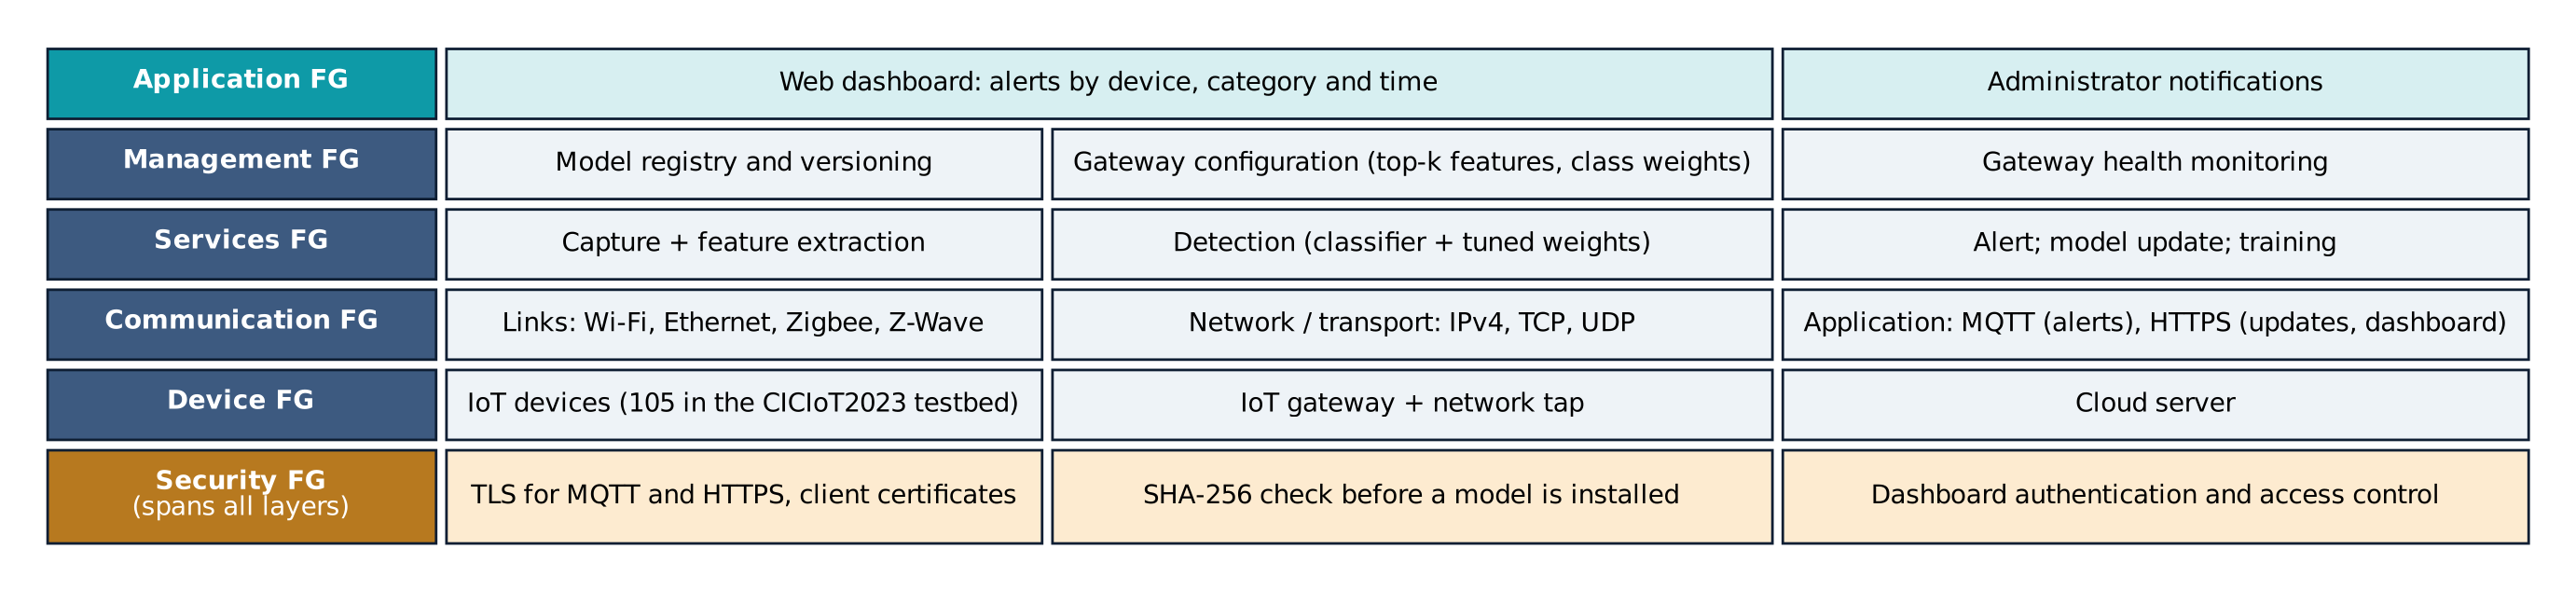 Application FG
Web dashboard: alerts by device, category and time
Administrator notifications
Management FG
Model registry and versioning
Gateway configuration (top-k features, class weights)
Gateway health monitoring
Services FG
Capture + feature extraction
Detection (classifier + tuned weights)
Alert; model update; training
Communication FG
Links: Wi-Fi, Ethernet, Zigbee, Z-Wave
Network / transport: IPv4, TCP, UDP
Application: MQTT (alerts), HTTPS (updates, dashboard)
Device FG
IoT devices (105 in the CICIoT2023 testbed)
IoT gateway + network tap
Cloud server
Security FG
(spans all layers)
TLS for MQTT and HTTPS, client certificates
SHA-256 check before a model is installed
Dashboard authentication and access control